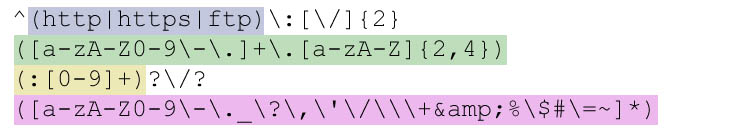 ^(http|https|ftp)\:[\/]{2}
([a-zA-Z0-9\-\.]+\.[a-zA-Z]{2,4})
(:[0-9]+)?\/?
([a-zA-Z0-9\-\._\?\,\'\/\\\+&amp;%\$#\=~]*)